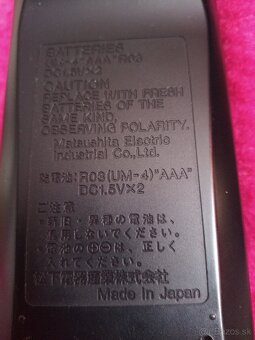 BATTERIES
UM-4"AAA"R03
DC1.5V×2
CAUTION
REPLACE WITH FRESH
BATTERIES OF THE
SAME KIND,
OBSERVING POLARITY.
Matsushita Electric
Industrial Co.,Ltd.
乾電池:R03(UM-4)"AAA"
DC1.5V×2
ご注意
・新旧・異種の電池は、
混用しないでください。
・電池の⊕⊖は、正しく
入れてください。
松下電器産業株式会社
Made in Japan
bazos.sk